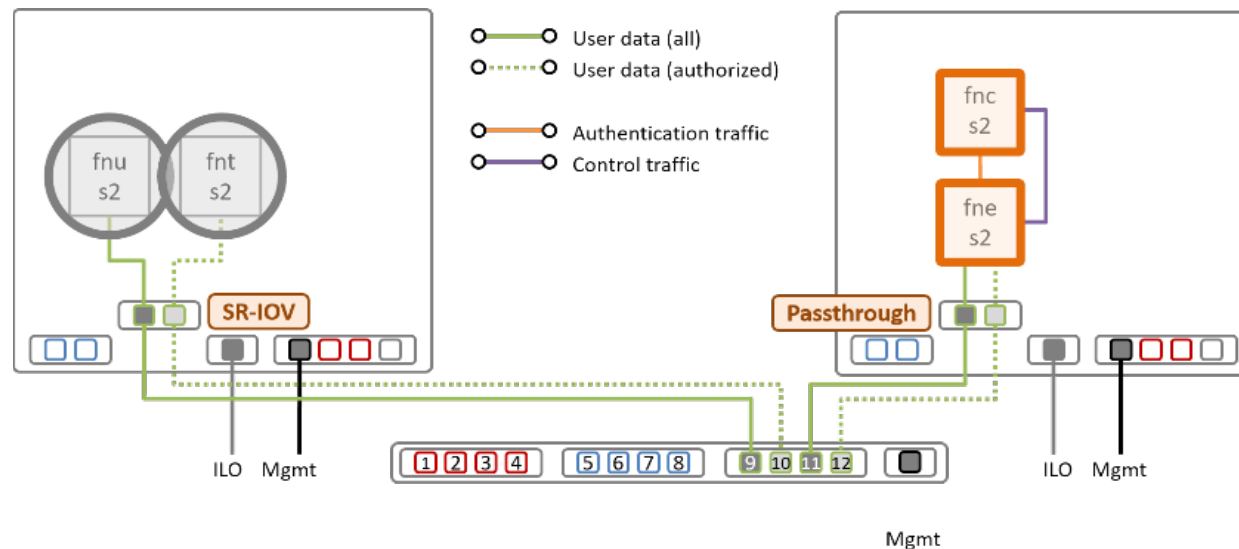 User data (all)
User data (authorized)
Authentication traffic
Control traffic
fnu
s2
fnt
s2
fnc
s2
fne
s2
SR-IOV
Passthrough
ILO
Mgmt
1 2 3 4 5 6 7 8 9 10 11 12
ILO
Mgmt
Mgmt